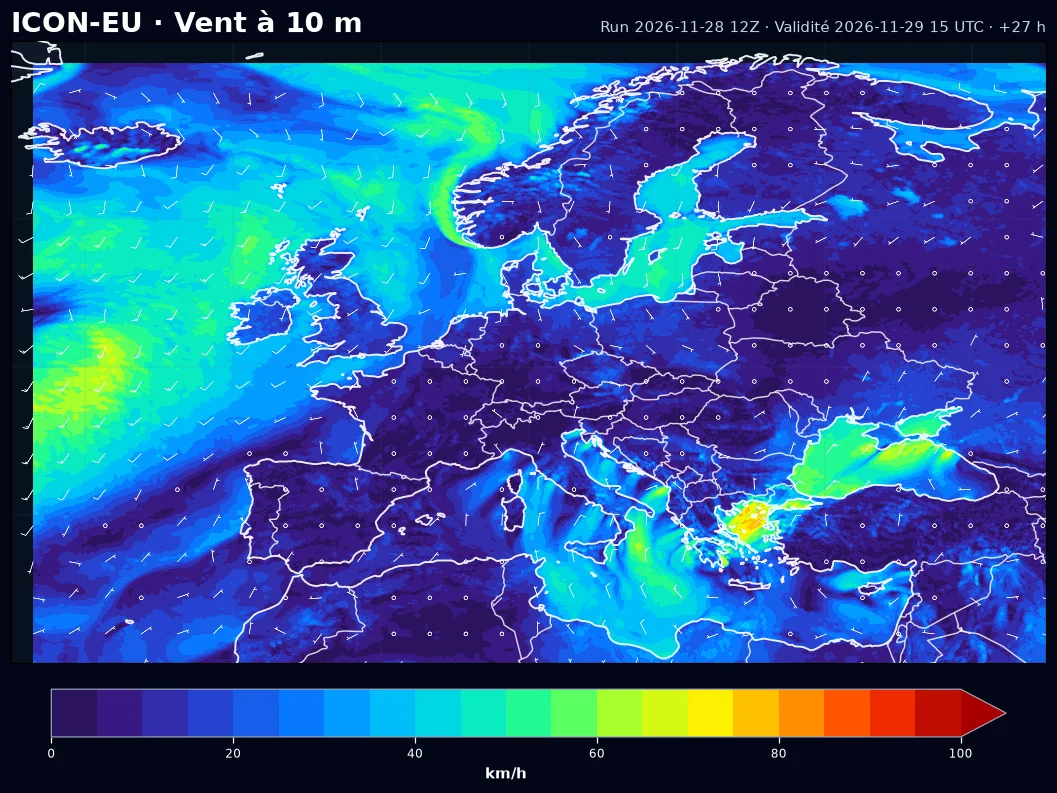 ICON-EU · Vent à 10 m
Run 2026-11-28 12Z · Validité 2026-11-29 15 UTC · +27 h
0 20 40 60 80 100
km/h